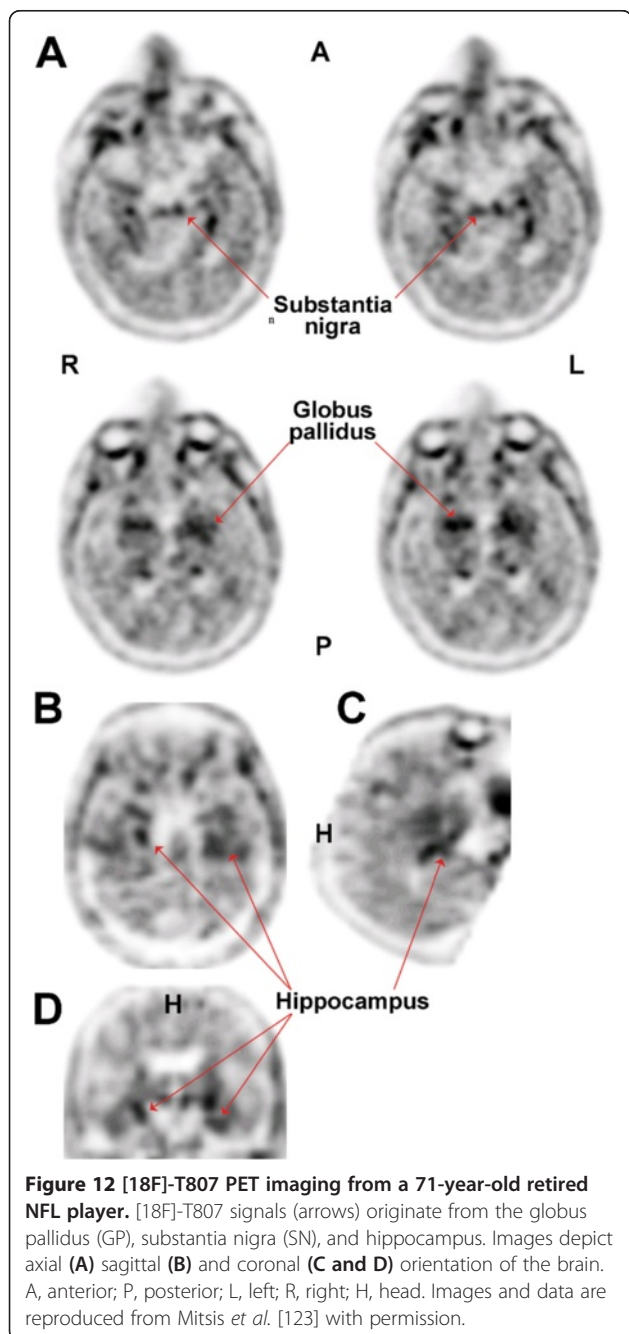 A
A
Substantia
nigra
R
L
Globus
pallidus
P
B
C
H
Hippocampus
D
H
Figure 12 [18F]-T807 PET imaging from a 71-year-old retired
NFL player. [18F]-T807 signals (arrows) originate from the globus
pallidus (GP), substantia nigra (SN), and hippocampus. Images depict
axial (A) sagittal (B) and coronal (C and D) orientation of the brain.
A, anterior; P, posterior; L, left; R, right; H, head. Images and data are
reproduced from Mitsis et al. [123] with permission.